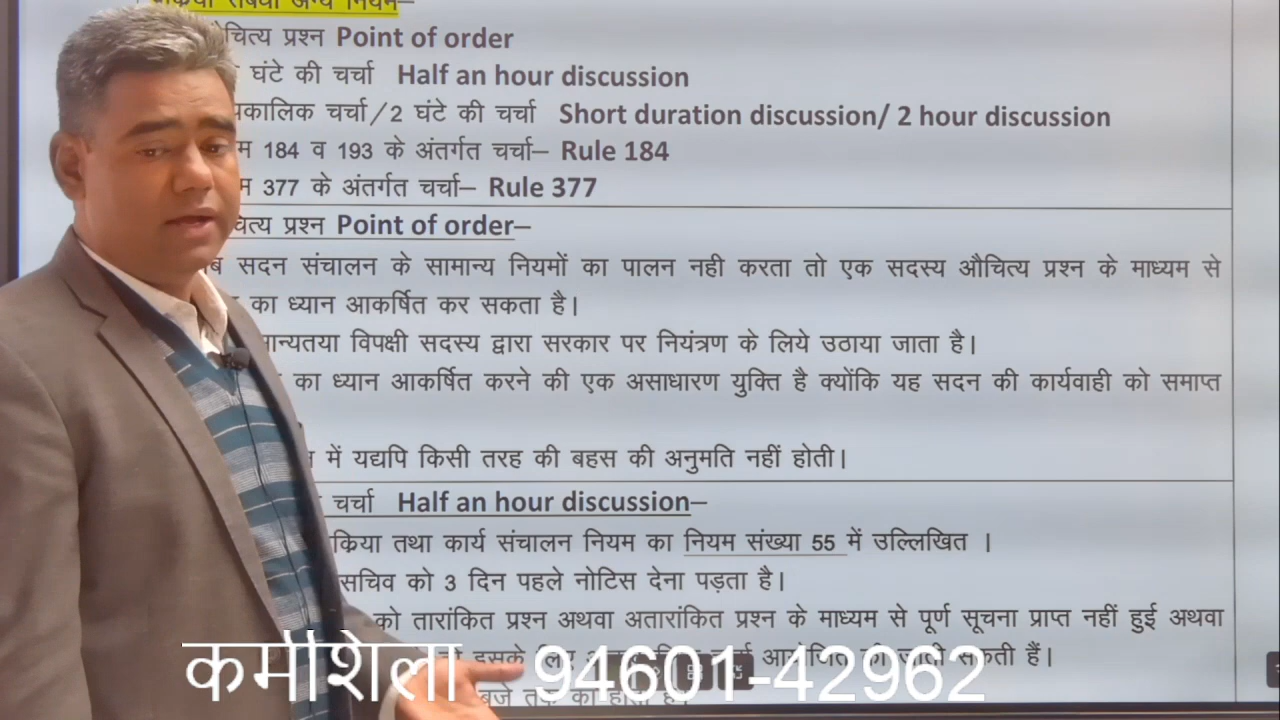 प्रश्न Point of order
घंटे की चर्चा Half an hour discussion
चर्चा/2 घंटे की चर्चा Short duration discussion/ 2 hour discussion
184 व 193 के अंतर्गत चर्चा– Rule 184
377 के अंतर्गत चर्चा– Rule 377
प्रश्न Point of order–
सदन संचालन के सामान्य नियमों का पालन नही करता तो एक सदस्य औचित्य प्रश्न के माध्यम से
का ध्यान आकर्षित कर सकता है।
विपक्षी सदस्य द्वारा सरकार पर नियंत्रण के लिये उठाया जाता है।
का ध्यान आकर्षित करने की एक असाधारण युक्ति है क्योंकि यह सदन की कार्यवाही को समाप्त
में यद्यपि किसी तरह की बहस की अनुमति नहीं होती।
चर्चा Half an hour discussion–
तथा कार्य संचालन नियम का नियम संख्या 55 में उल्लिखित ।
सचिव को 3 दिन पहले नोटिस देना पड़ता है।
को तारांकित प्रश्न अथवा अतारांकित प्रश्न के माध्यम से पूर्ण सूचना प्राप्त नहीं हुई अथवा
इसके लिए सकती हैं।
कर्मशिला- 94601-42962